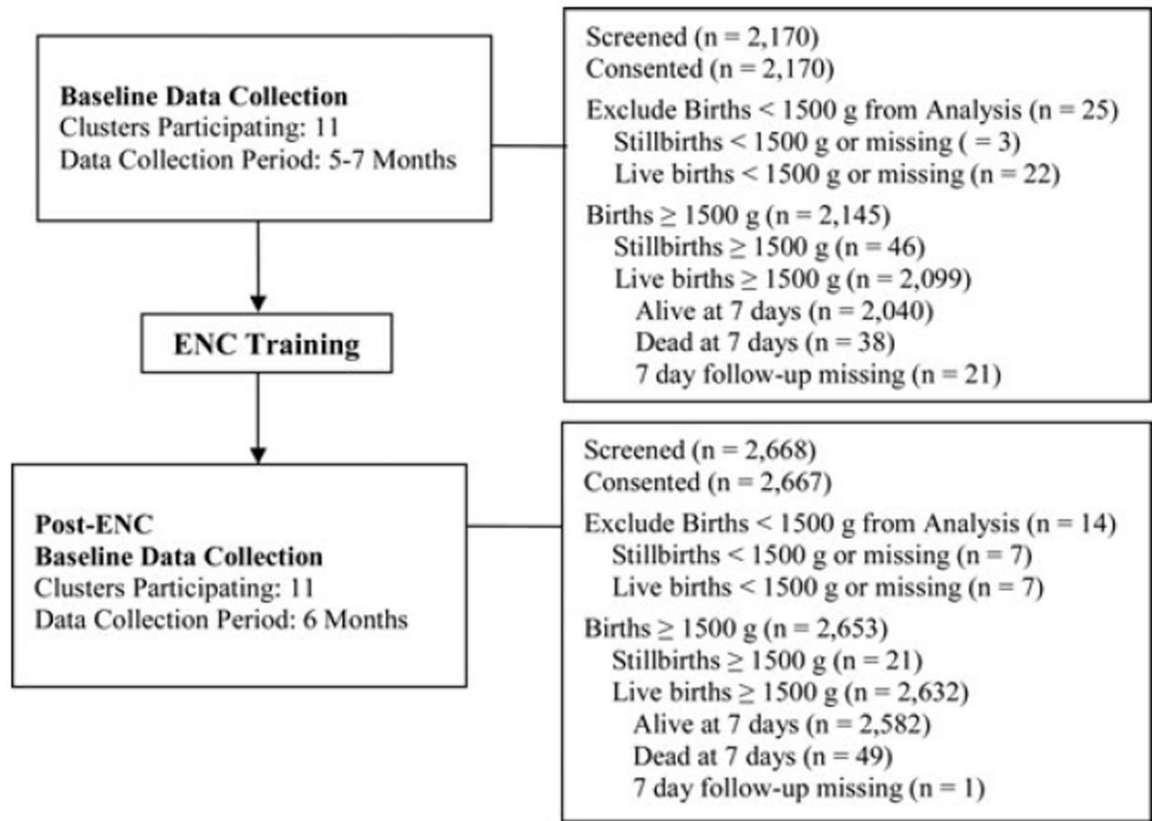 Baseline Data Collection
Clusters Participating: 11
Data Collection Period: 5-7 Months
Screened (n = 2,170)
Consented (n = 2,170)
Exclude Births < 1500 g from Analysis (n = 25)
Stillbirths < 1500 g or missing ( = 3)
Live births < 1500 g or missing (n = 22)
Births ≥ 1500 g (n = 2,145)
Stillbirths ≥ 1500 g (n = 46)
Live births ≥ 1500 g (n = 2,099)
Alive at 7 days (n = 2,040)
Dead at 7 days (n = 38)
7 day follow-up missing (n = 21)
ENC Training
Post-ENC
Baseline Data Collection
Clusters Participating: 11
Data Collection Period: 6 Months
Screened (n = 2,668)
Consented (n = 2,667)
Exclude Births < 1500 g from Analysis (n = 14)
Stillbirths < 1500 g or missing (n = 7)
Live births < 1500 g or missing (n = 7)
Births ≥ 1500 g (n = 2,653)
Stillbirths ≥ 1500 g (n = 21)
Live births ≥ 1500 g (n = 2,632)
Alive at 7 days (n = 2,582)
Dead at 7 days (n = 49)
7 day follow-up missing (n = 1)